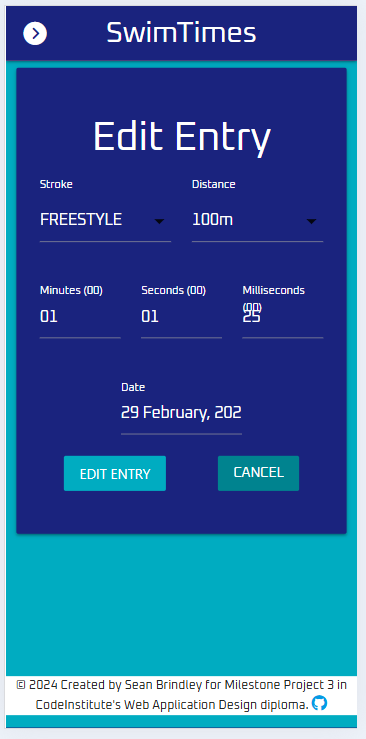 SwimTimes
Edit Entry
Stroke Distance
FREESTYLE 100m
Minutes (00) Seconds (00) Milliseconds
(00)
01 01 25
Date
29 February, 202
EDIT ENTRY CANCEL
© 2024 Created by Sean Brindley for Milestone Project 3 in
CodeInstitute's Web Application Design diploma.